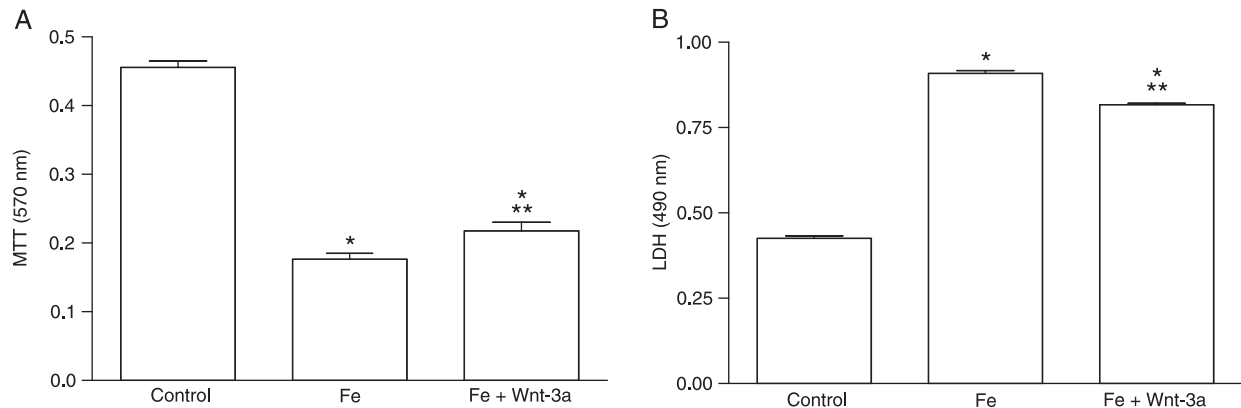 A
0.5
0.4
0.3
0.2
0.1
0.0
MTT (570 nm)
*
*
**
Control
Fe
Fe + Wnt-3a
B
1.00
0.75
0.50
0.25
0.00
LDH (490 nm)
*
*
**
Control
Fe
Fe + Wnt-3a